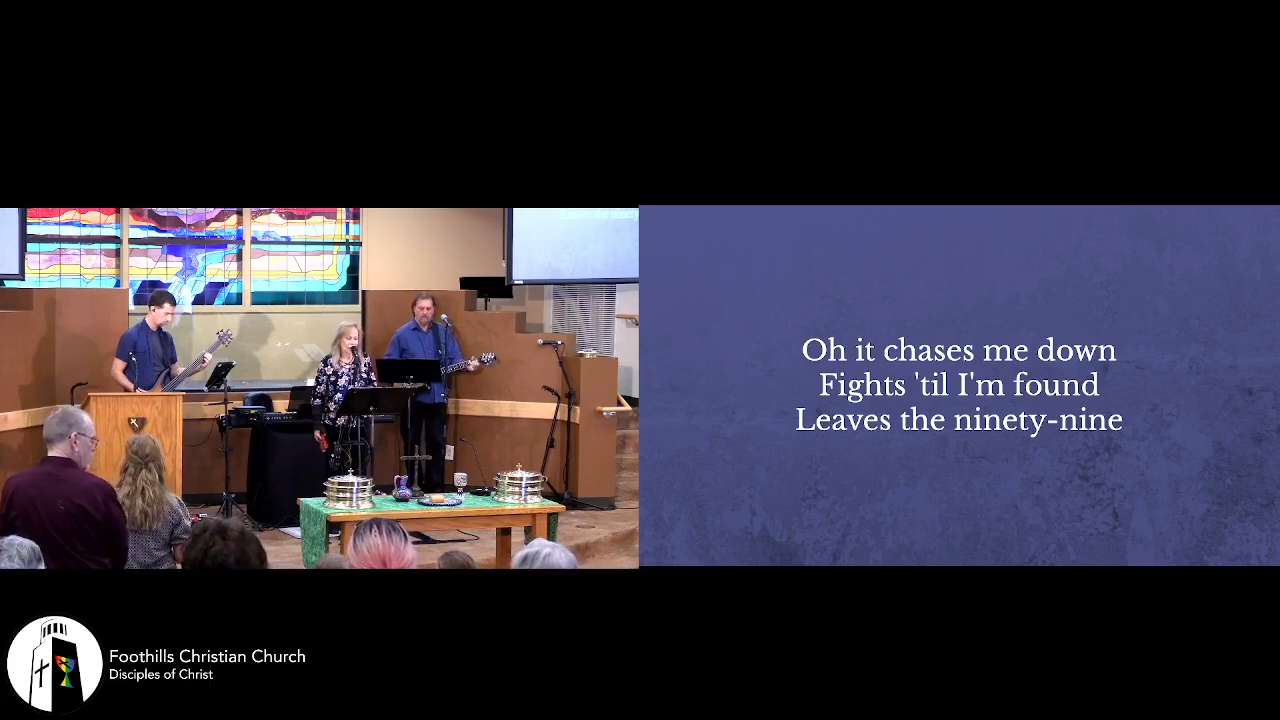 Oh it chases me down
Fights 'til I'm found
Leaves the ninety-nine
Foothills Christian Church
Disciples of Christ